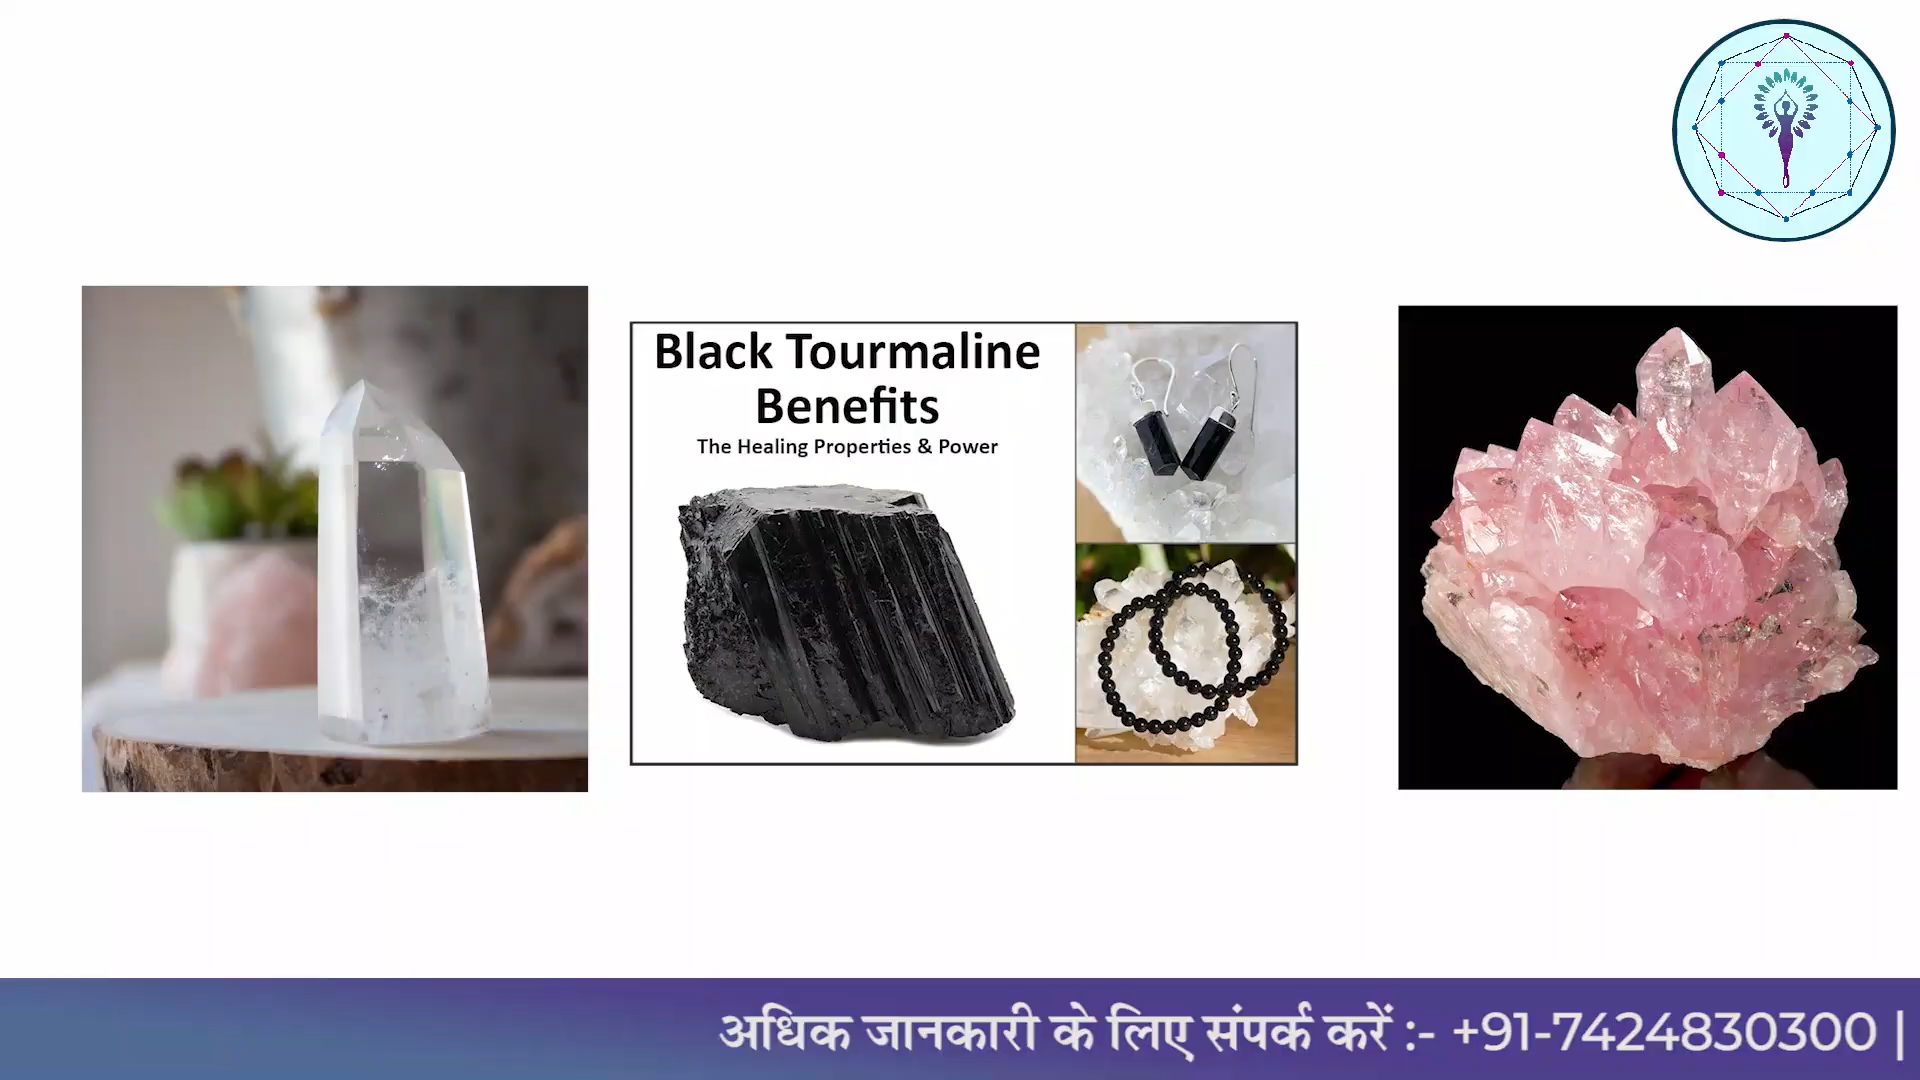 Black Tourmaline
Benefits
The Healing Properties & Power
अधिक जानकारी के लिए संपर्क करें :- +91-7424830300 |